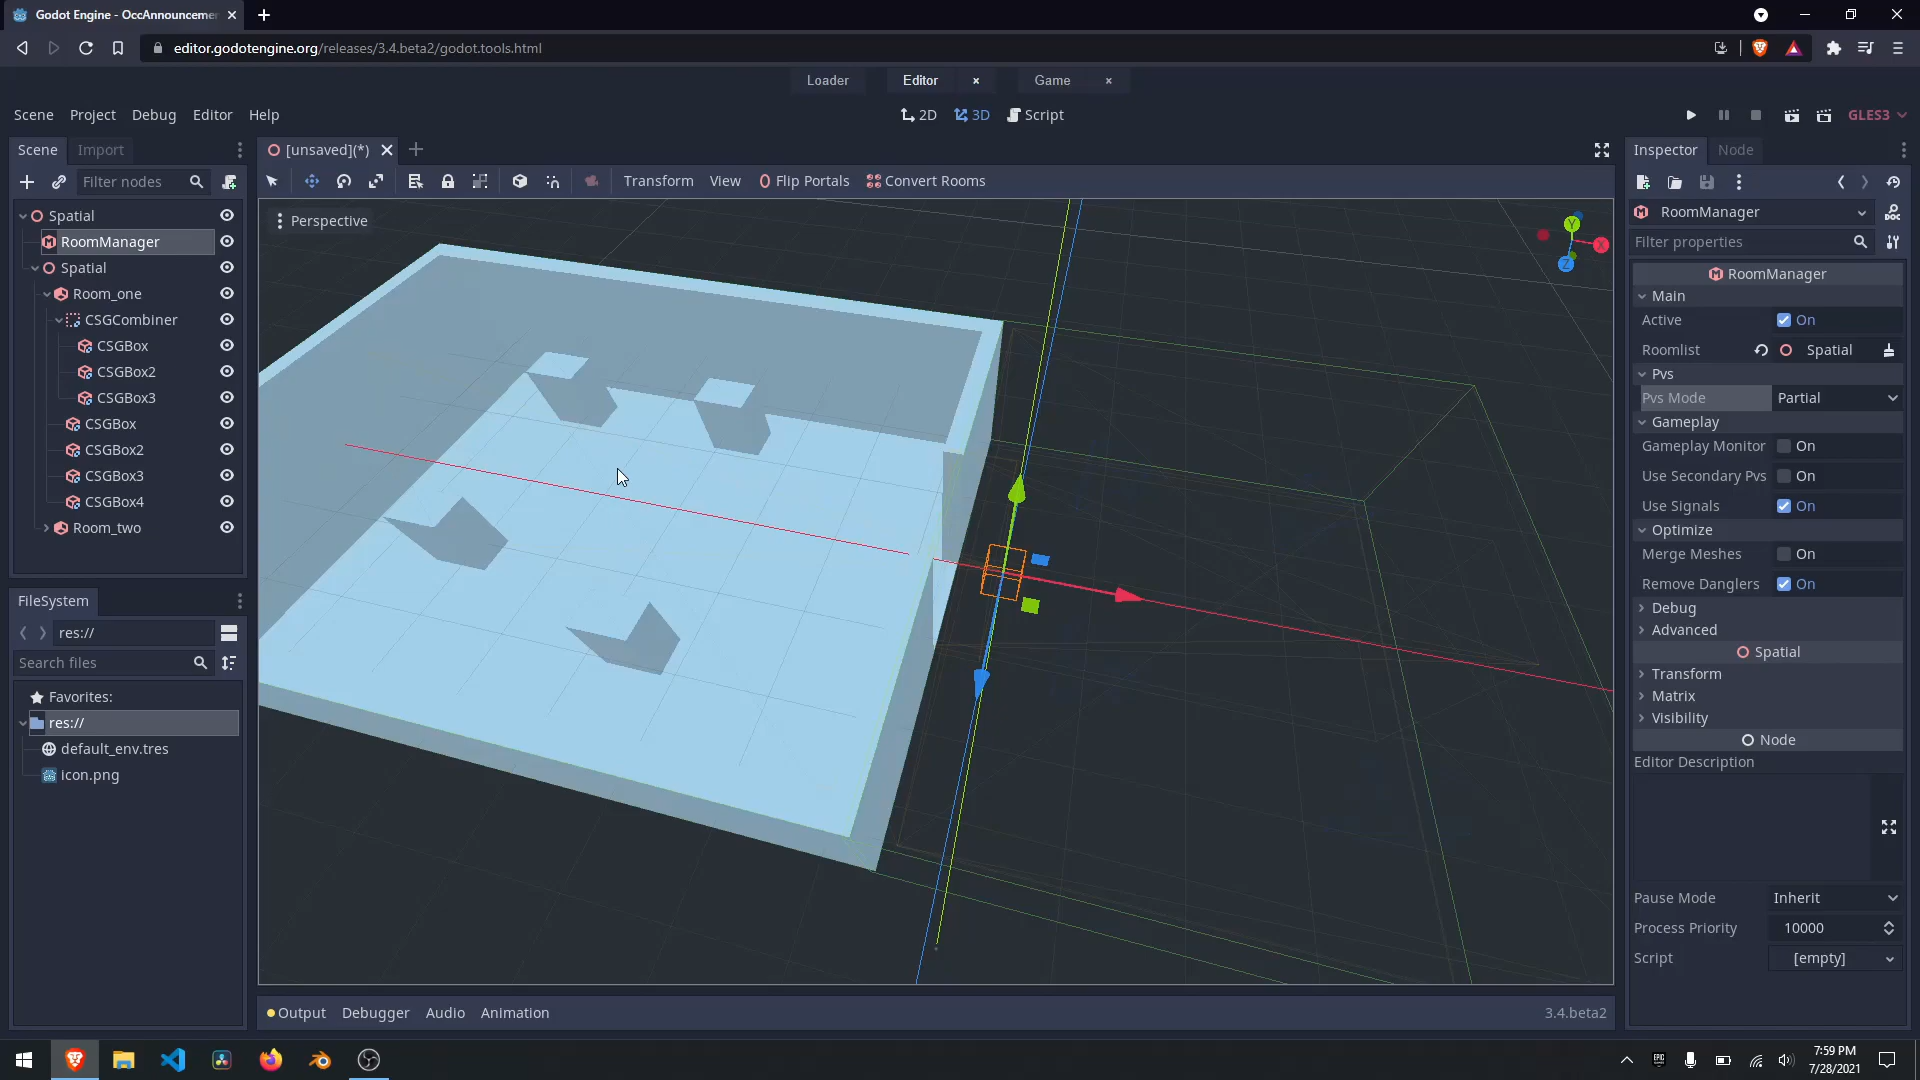 Godot Engine - OccAnnouncemen
editor.godotengine.org/releases/3.4.beta2/godot.tools.html
Loader
Editor
Game
Scene
Project
Debug
Editor
Help
2D
3D
Script
GLES3
Scene
Import
[unsaved](*)
Inspector
Node
Filter nodes
Transform
View
Flip Portals
Convert Rooms
Spatial
RoomManager
Spatial
Room_one
CSGCombiner
CSGBox
CSGBox2
CSGBox3
CSGBox
CSGBox2
CSGBox3
CSGBox4
Room_two
FileSystem
res://
Search files
Favorites:
res://
default_env.tres
icon.png
Perspective
Y
X
Z
Output
Debugger
Audio
Animation
3.4.beta2
RoomManager
DOC
Filter properties
RoomManager
Main
Active
On
Roomlist
Spatial
Pvs
Pvs Mode
Partial
Gameplay
Gameplay Monitor
On
Use Secondary Pvs
On
Use Signals
On
Optimize
Merge Meshes
On
Remove Danglers
On
Debug
Advanced
Spatial
Transform
Matrix
Visibility
Node
Editor Description
Pause Mode
Inherit
Process Priority
10000
Script
[empty]
EPIC
7:59 PM
7/28/2021